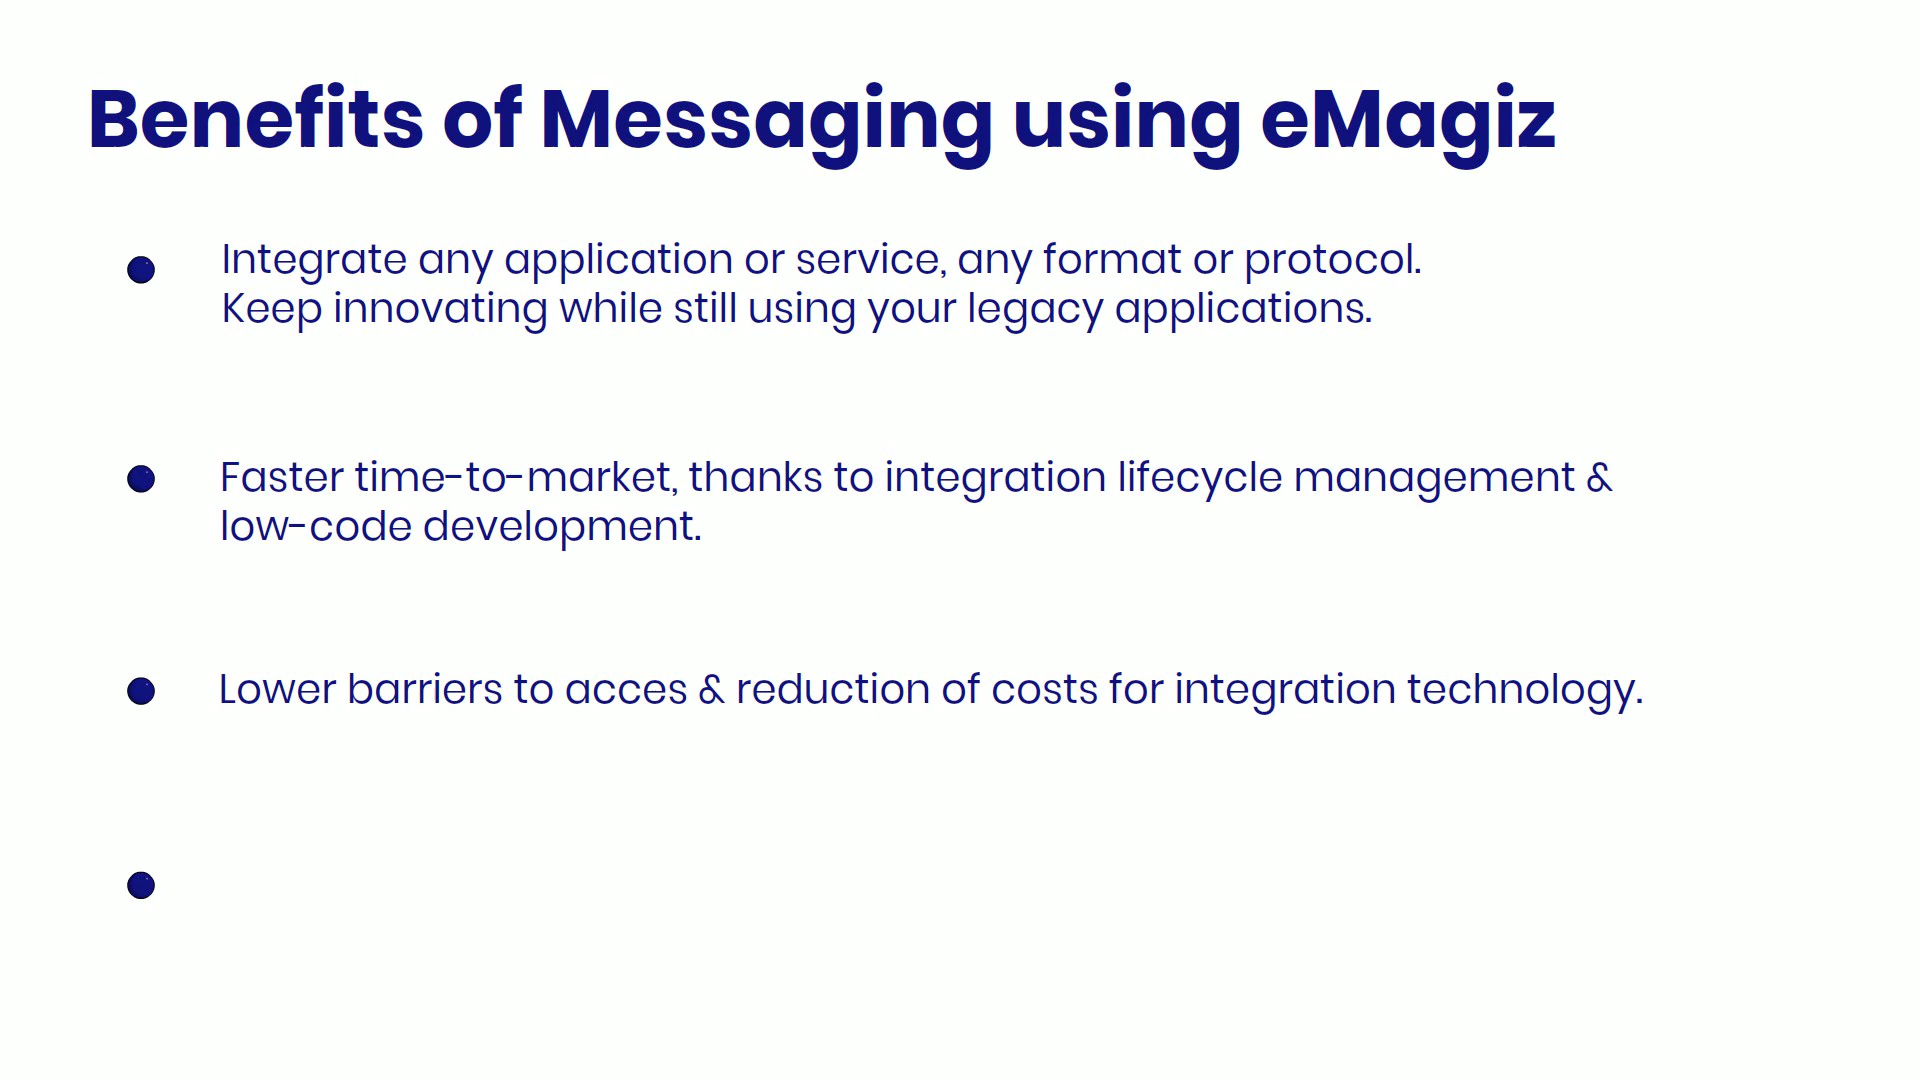 Benefits of Messaging using eMagiz
Integrate any application or service, any format or protocol.
Keep innovating while still using your legacy applications.
Faster time-to-market, thanks to integration lifecycle management &
low-code development.
Lower barriers to acces & reduction of costs for integration technology.